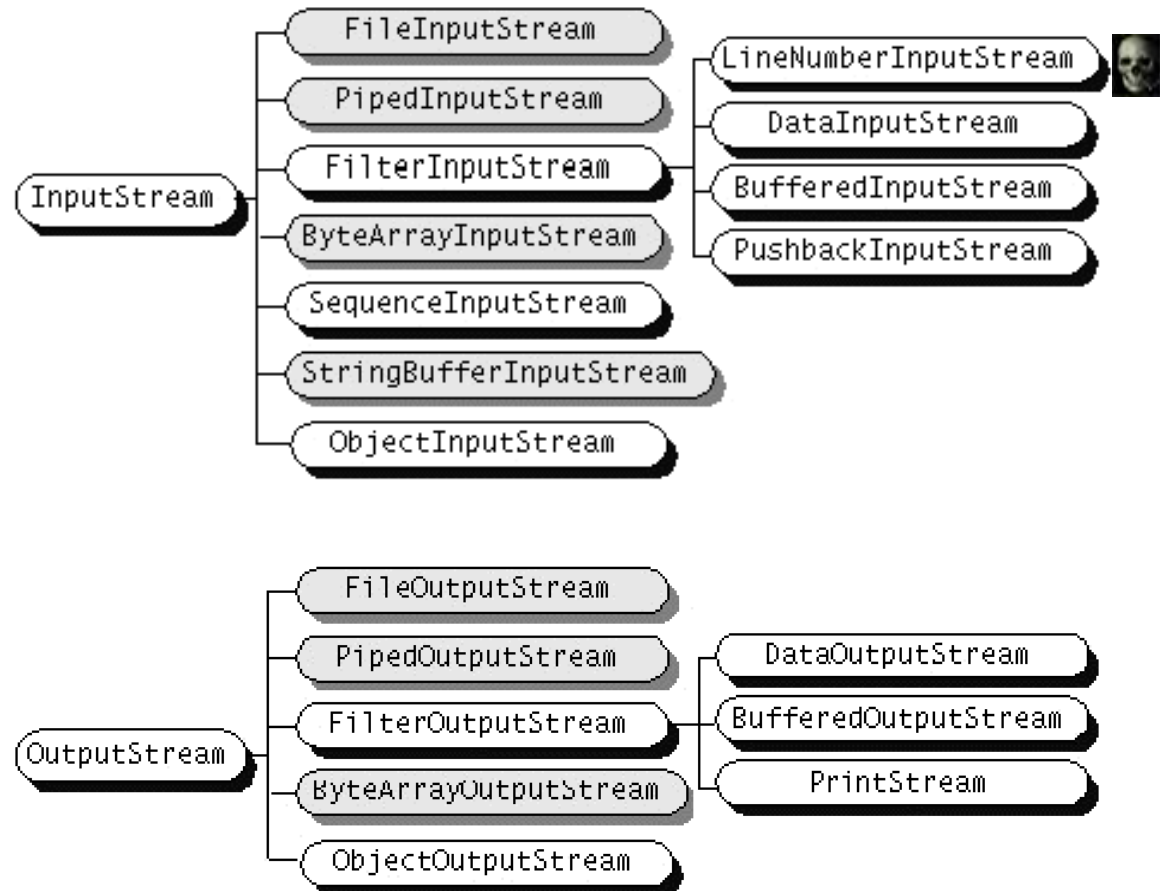 FileInputStream
PipedInputStream
FilterInputStream
InputStream
ByteArrayInputStream
SequenceInputStream
StringBufferInputStream
ObjectInputStream
LineNumberInputStream
DataInputStream
BufferedInputStream
PushbackInputStream
FileOutputStream
PipedOutputStream
FilterOutputStream
OutputStream
ByteArrayOutputStream
ObjectOutputStream
DataOutputStream
BufferedOutputStream
PrintStream